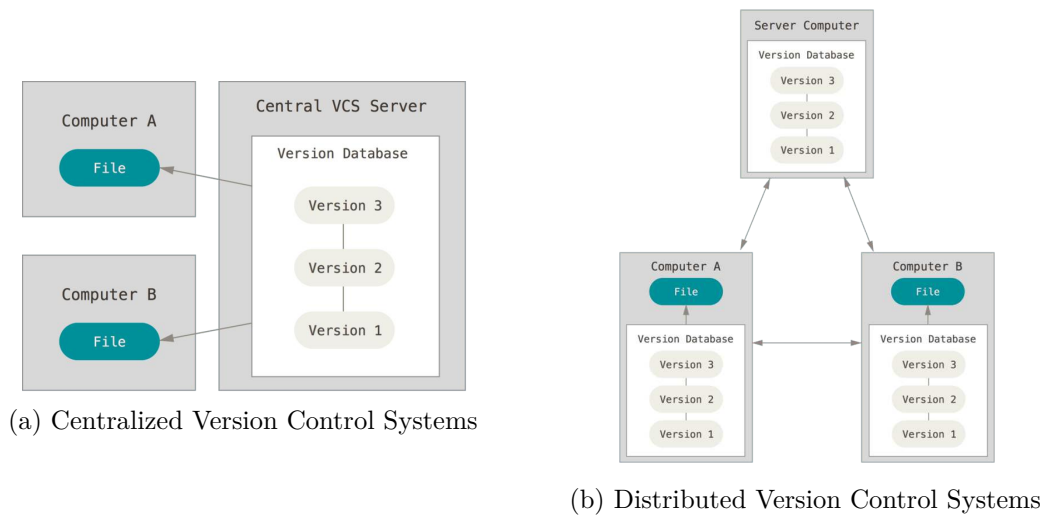 Computer A
File
Computer B
File
Central VCS Server
Version Database
Version 3
Version 2
Version 1
(a) Centralized Version Control Systems
Server Computer
Version Database
Version 3
Version 2
Version 1
Computer A
File
Version Database
Version 3
Version 2
Version 1
Computer B
File
Version Database
Version 3
Version 2
Version 1
(b) Distributed Version Control Systems